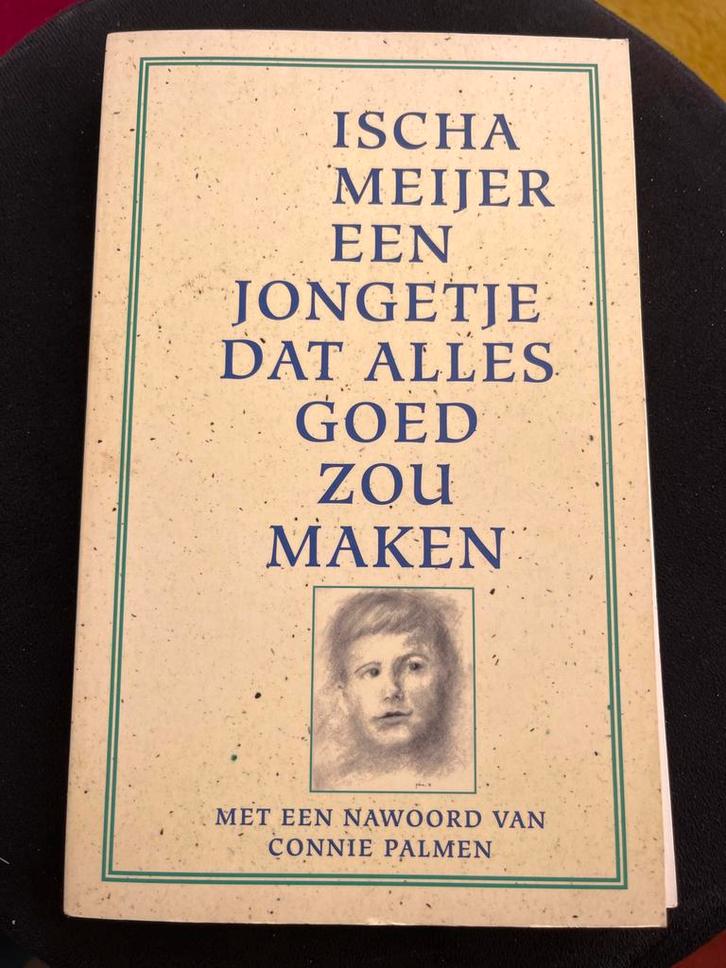 ISCHA
MEIJER
EEN
JONGETJE
DAT ALLES
GOED
ZOU
MAKEN
MET EEN NAWOORD VAN
CONNIE PALMEN